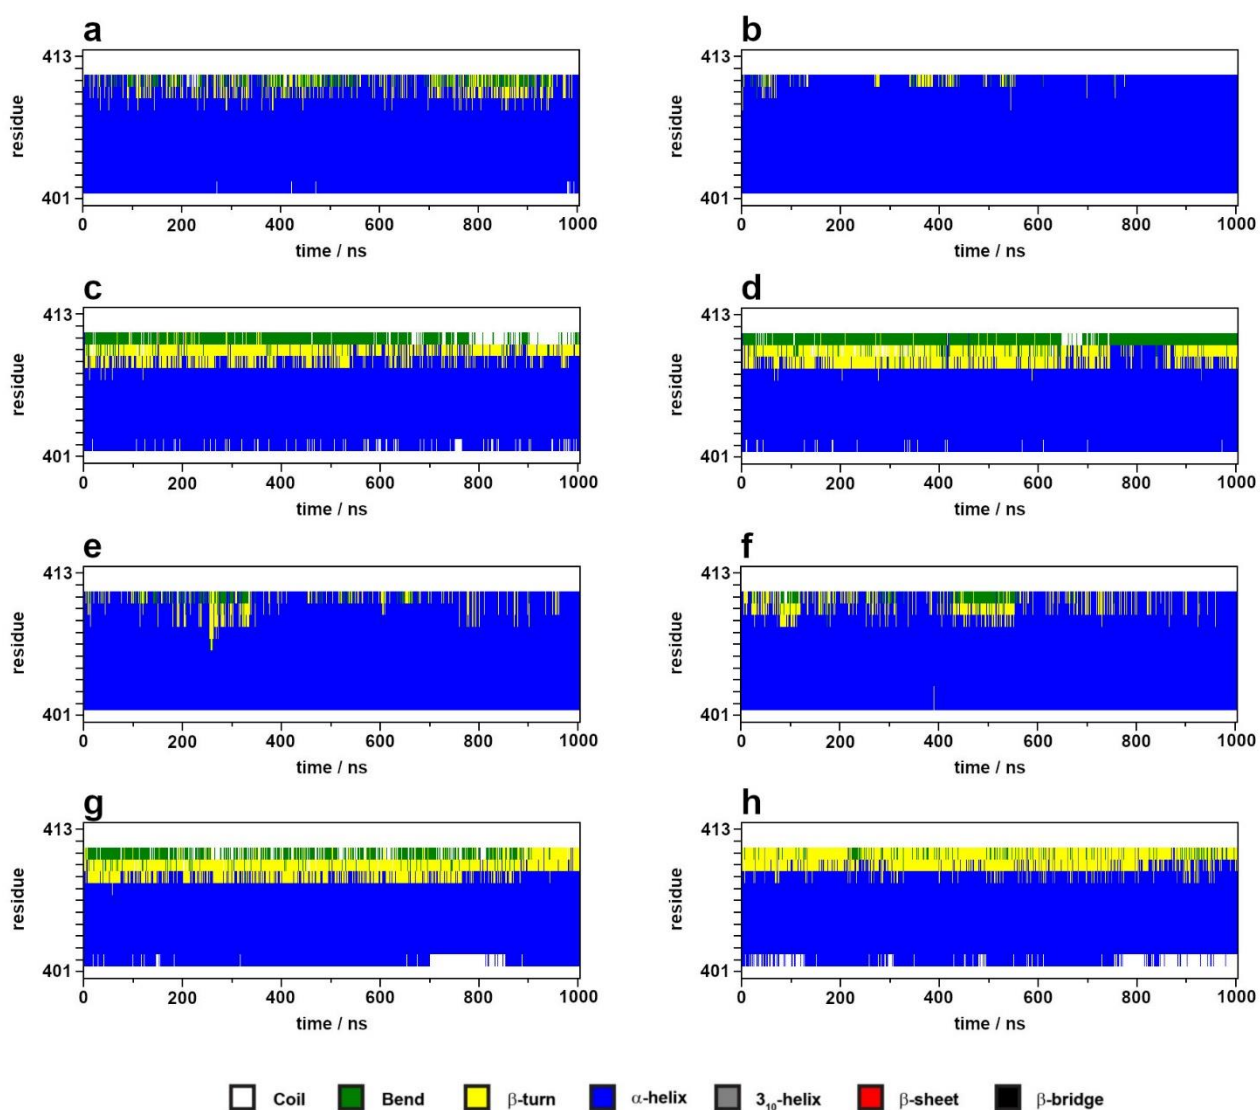 a
413
residue
401
0 200 400 600 800 1000
time / ns
b
413
residue
401
0 200 400 600 800 1000
time / ns
c
413
residue
401
0 200 400 600 800 1000
time / ns
d
413
residue
401
0 200 400 600 800 1000
time / ns
e
413
residue
401
0 200 400 600 800 1000
time / ns
f
413
residue
401
0 200 400 600 800 1000
time / ns
g
413
residue
401
0 200 400 600 800 1000
time / ns
h
413
residue
401
0 200 400 600 800 1000
time / ns
Coil Bend β-turn α-helix 3₁₀-helix β-sheet β-bridge